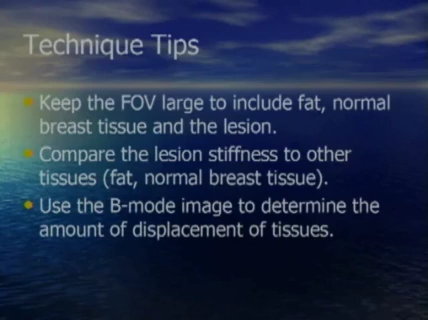 Technique Tips
Keep the FOV large to include fat, normal
breast tissue and the lesion.
Compare the lesion stiffness to other
tissues (fat, normal breast tissue).
Use the B-mode image to determine the
amount of displacement of tissues.